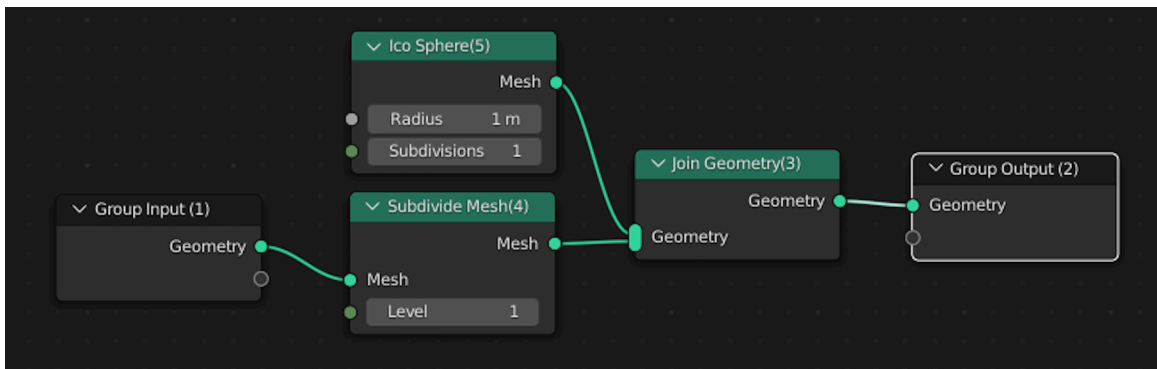 Ico Sphere(5)
Mesh
Radius 1 m
Subdivisions 1
Group Input (1)
Geometry
Subdivide Mesh(4)
Mesh
Mesh
Level 1
Join Geometry(3)
Geometry
Geometry
Group Output (2)
Geometry